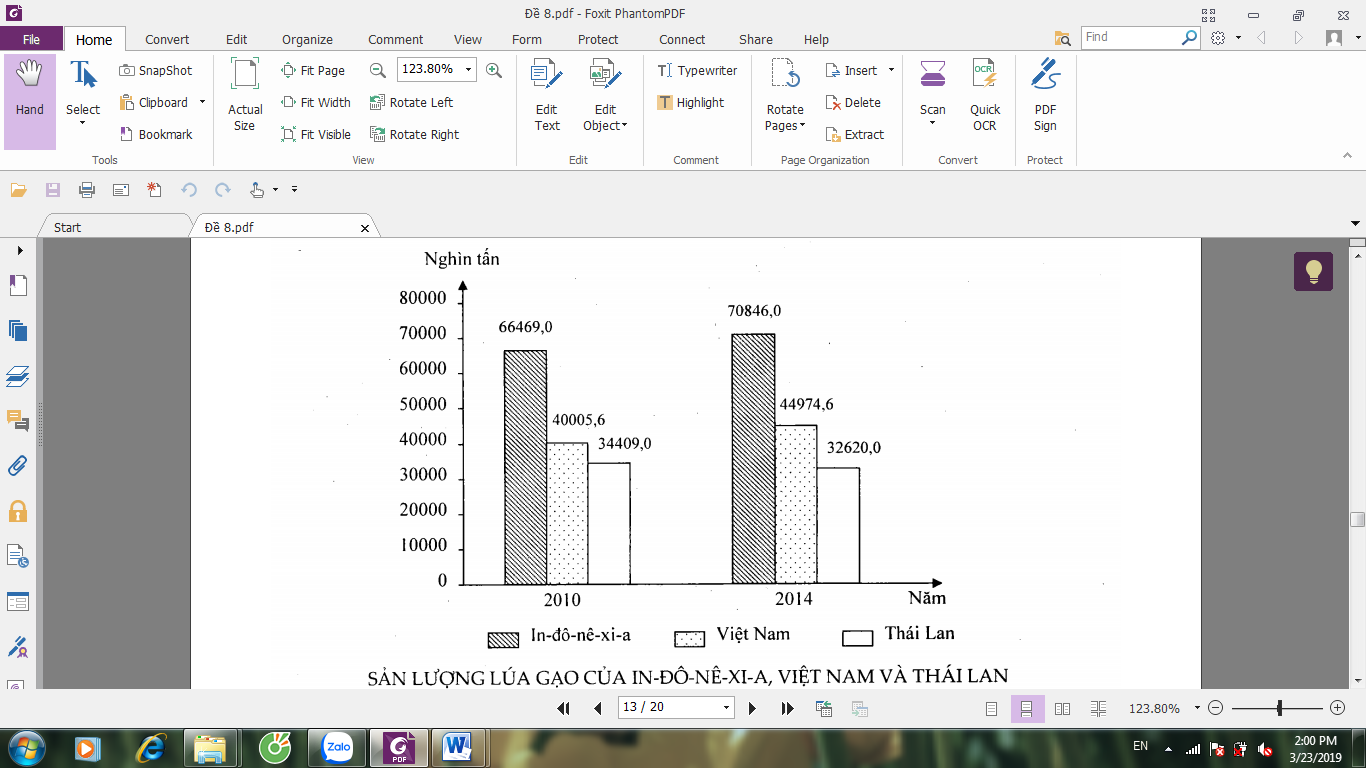 Đề 8.pdf - Foxit PhantomPDF
File Home Convert Edit Organize Comment View Form Protect Connect Share Help Find
Hand
Select
SnapShot
Clipboard
Bookmark
Tools
Actual Size
Fit Page
Fit Width
Fit Visible
123.80%
Rotate Left
Rotate Right
View
Edit Text
Edit Object
Edit
Typewriter
Highlight
Comment
Rotate Pages
Insert
Delete
Extract
Page Organization
Scan
Quick OCR
Convert
PDF Sign
Protect
Start Đề 8.pdf
Nghìn tấn
80000
70000
60000
50000
40000
30000
20000
10000
0
66469,0
40005,6
34409,0
70846,0
44974,6
32620,0
2010 2014 Năm
In-đô-nê-xi-a Việt Nam Thái Lan
SẢN LƯỢNG LÚA GẠO CỦA IN-ĐÔ-NÊ-XI-A, VIỆT NAM VÀ THÁI LAN
13 / 20 123.80%
Zalo PDF EN 2:00 PM
3/23/2019